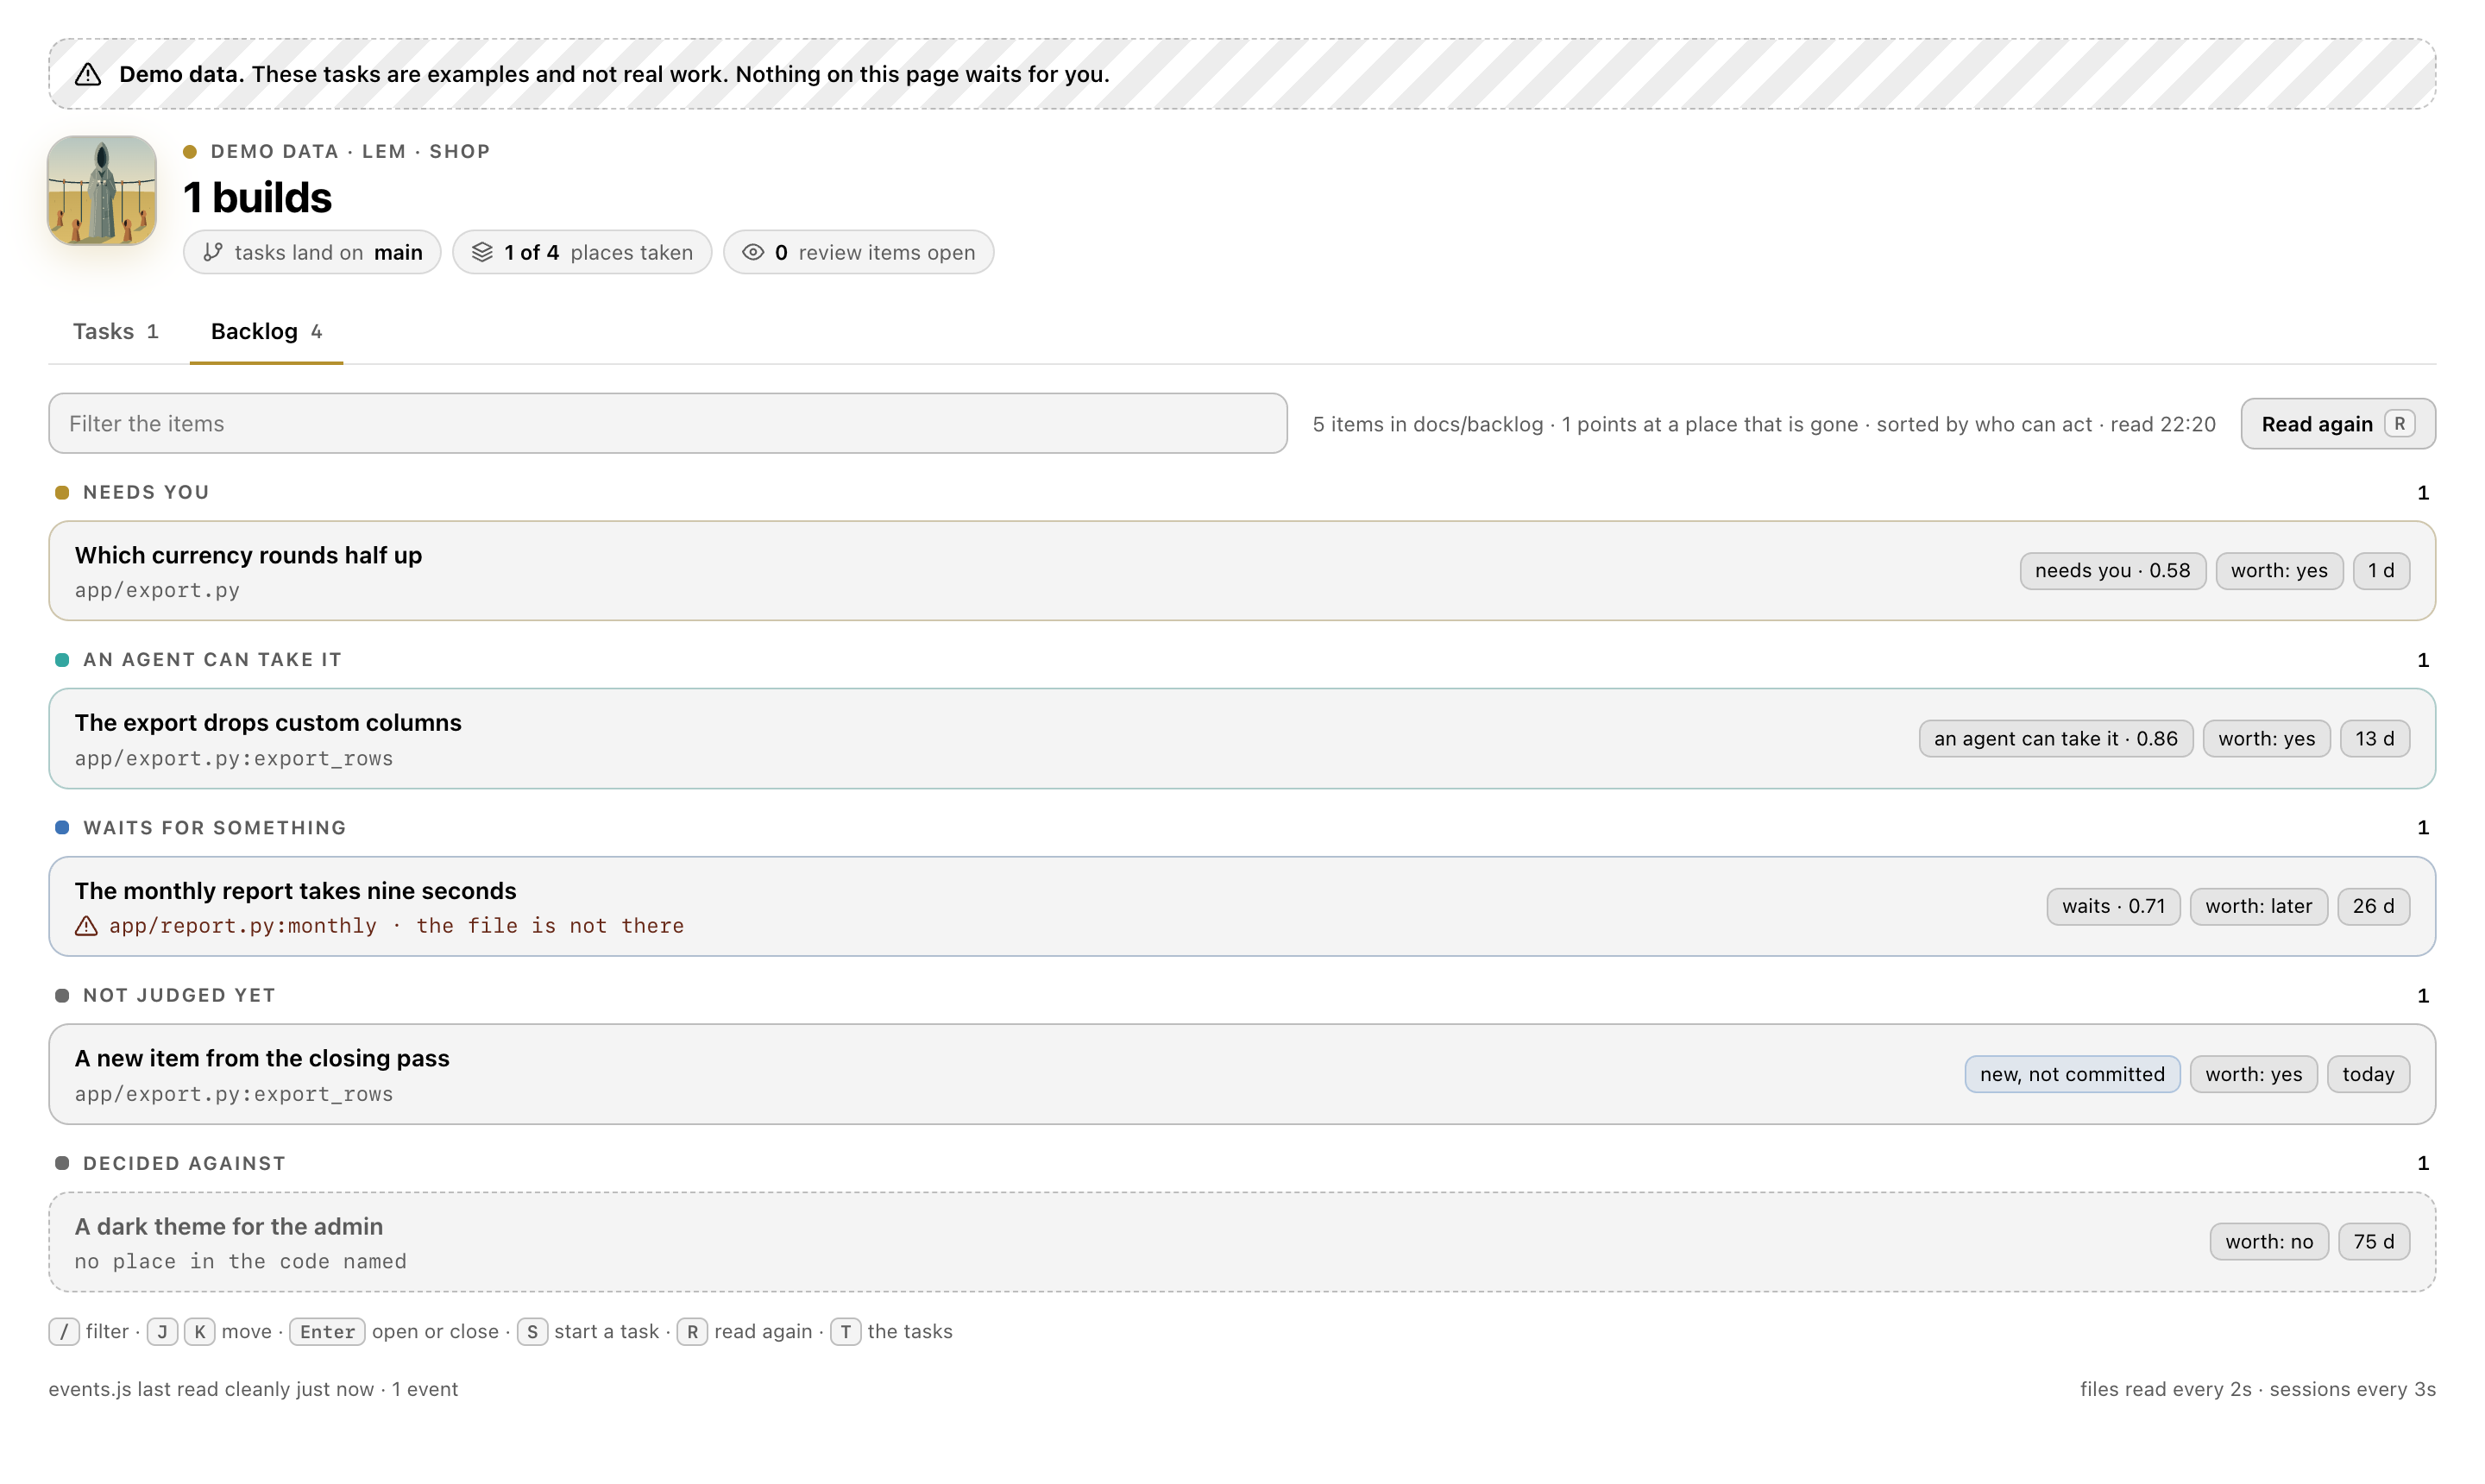 Demo data. These tasks are examples and not real work. Nothing on this page waits for you.
DEMO DATA · LEM · SHOP
1 builds
tasks land on main
1 of 4 places taken
0 review items open
Tasks 1
Backlog 4
Filter the items
5 items in docs/backlog · 1 points at a place that is gone · sorted by who can act · read 22:20
Read again R
NEEDS YOU 1
Which currency rounds half up
app/export.py
needs you · 0.58 worth: yes 1 d
AN AGENT CAN TAKE IT 1
The export drops custom columns
app/export.py:export_rows
an agent can take it · 0.86 worth: yes 13 d
WAITS FOR SOMETHING 1
The monthly report takes nine seconds
app/report.py:monthly · the file is not there
waits · 0.71 worth: later 26 d
NOT JUDGED YET 1
A new item from the closing pass
app/export.py:export_rows
new, not committed worth: yes today
DECIDED AGAINST 1
A dark theme for the admin
no place in the code named
worth: no 75 d
/ filter · J K move · Enter open or close · S start a task · R read again · T the tasks
events.js last read cleanly just now · 1 event
files read every 2s · sessions every 3s